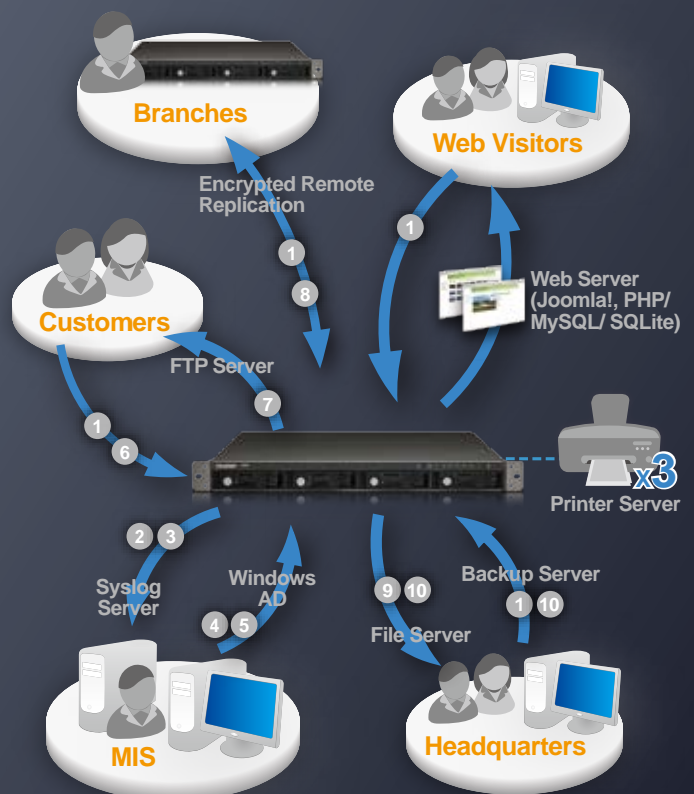 Branches
Web Visitors
Encrypted Remote
Replication
1
8
1
Web Server
(Joomla!, PHP/
MySQL/ SQLite)
Customers
FTP Server
7
1
6
x3
Printer Server
2 3
Syslog
Server
Windows
AD
4 5
9 10
File Server
Backup Server
1 10
MIS
Headquarters